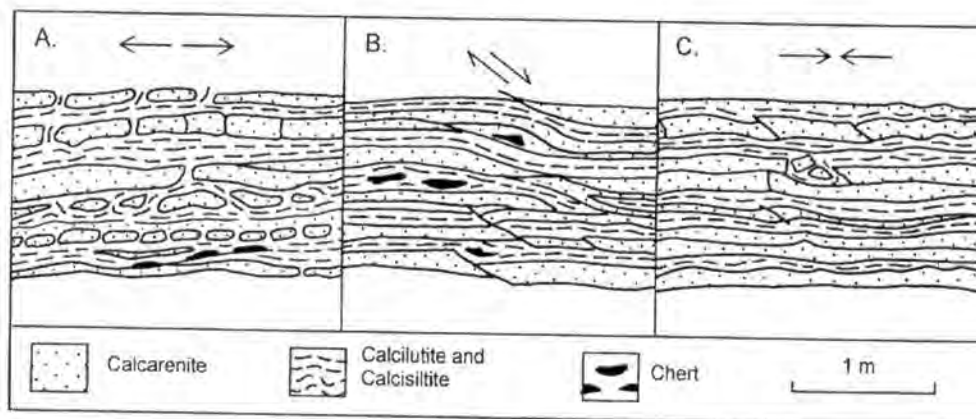 A.
B.
C.
Calcarenite
Calcilutite and
Calcisiltite
Chert
1 m